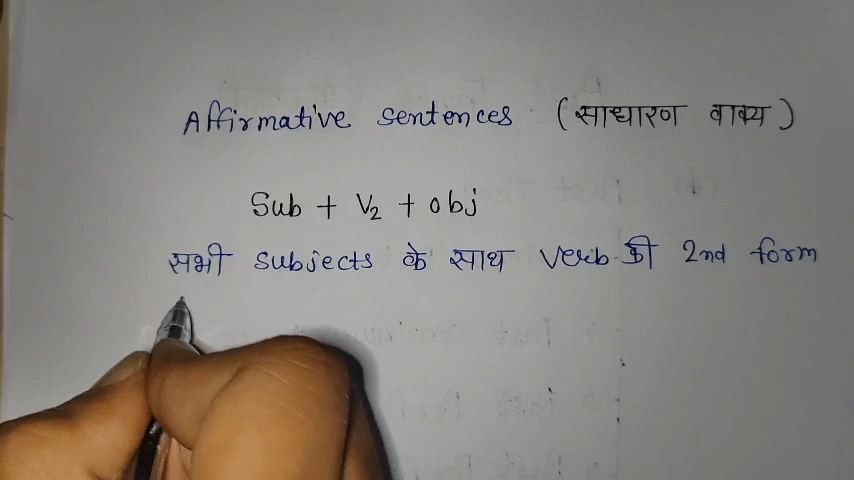 Affirmative Sentences (साधारण वाक्य)
Sub + V₂ + obj
सभी subjects के साथ Verb की 2nd form